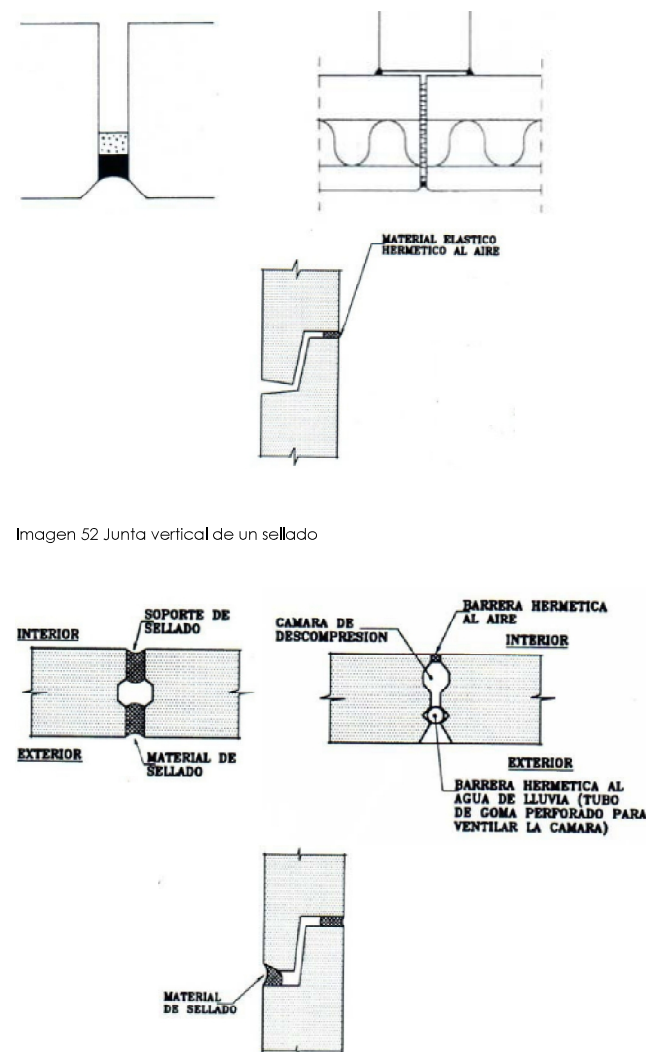 MATERIAL ELASTICO
HERMETICO AL AIRE
Imagen 52 Junta vertical de un sellado
SOPORTE DE
SELLADO
INTERIOR
EXTERIOR
MATERIAL DE
SELLADO
BARRERA HERMETICA
AL AIRE
CAMARA DE
DESCOMPRESION
INTERIOR
EXTERIOR
BARRERA HERMETICA AL
AGUA DE LLUVIA (TUBO
DE GOMA PERFORADO PARA
VENTILAR LA CAMARA)
MATERIAL
DE SELLADO